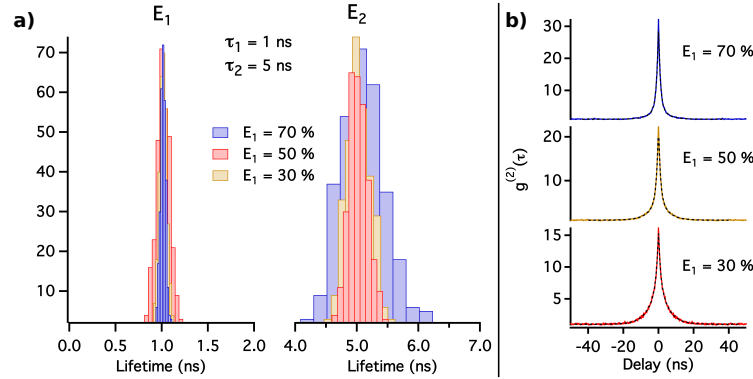 a)
E1
E2
τ1 = 1 ns
τ2 = 5 ns
E1 = 70 %
E1 = 50 %
E1 = 30 %
70
60
50
40
30
20
10
0.0 0.5 1.0 1.5 2.0
Lifetime (ns)
4.0 5.0 6.0 7.0
Lifetime (ns)
b)
g(2)(τ)
30
20
10
E1 = 70 %
20
10
E1 = 50 %
15
10
5
E1 = 30 %
-40 -20 0 20 40
Delay (ns)